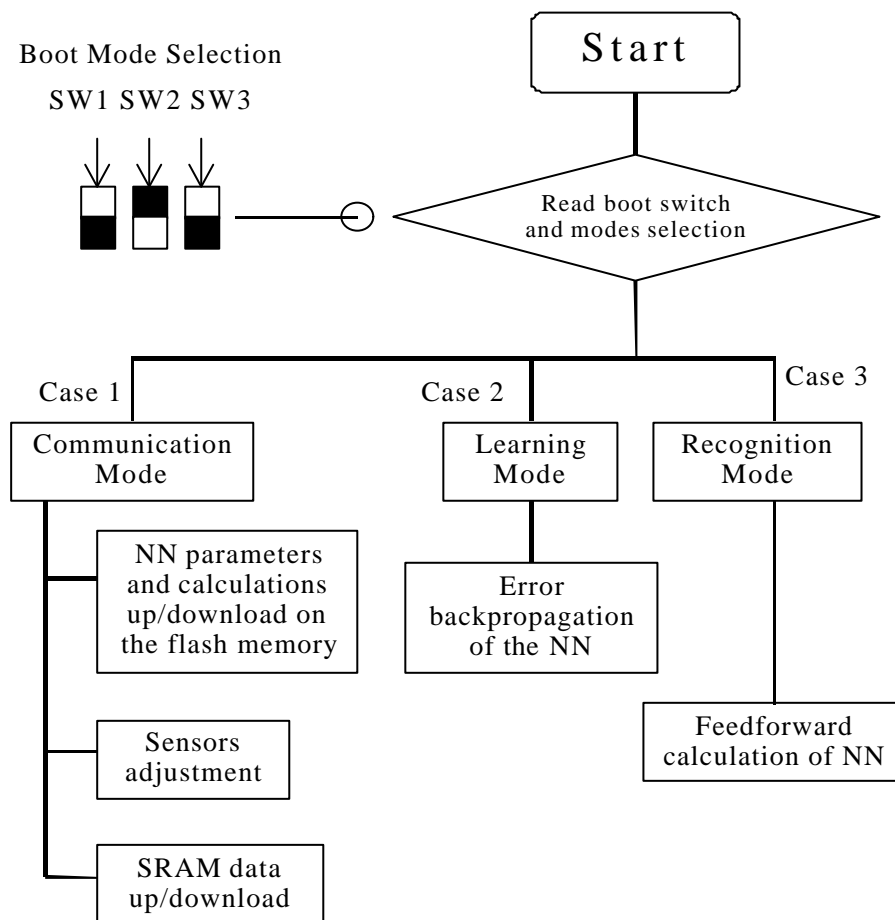 Start
Boot Mode Selection
SW1 SW2 SW3
Read boot switch
and modes selection
Case 1
Case 2
Case 3
Communication
Mode
Learning
Mode
Recognition
Mode
NN parameters
and calculations
up/download on
the flash memory
Error
backpropagation
of the NN
Sensors
adjustment
Feedforward
calculation of NN
SRAM data
up/download